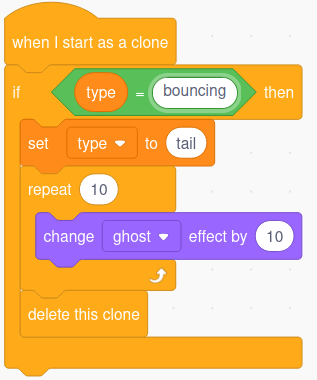 when I start as a clone
if type = bouncing then
set type to tail
repeat 10
change ghost effect by 10
delete this clone